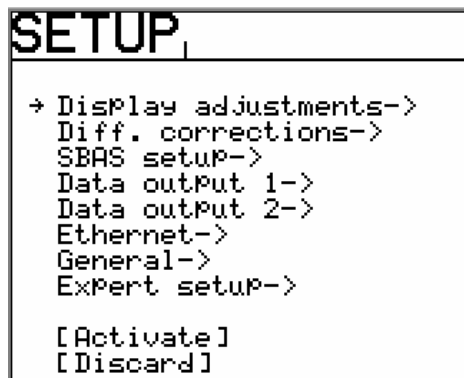 SETUP
→ Display adjustments->
Diff. corrections->
SBAS setup->
Data output 1->
Data output 2->
Ethernet->
General->
Expert setup->
[Activate]
[Discard]